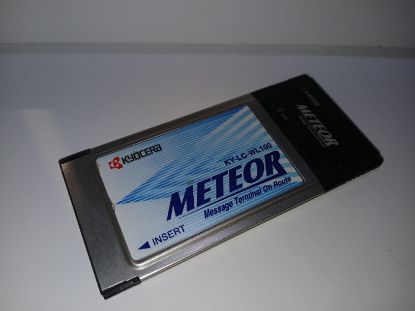 KYOCERA
KY-LC-WL100
METEOR
Message Terminal On Route
INSERT
METEOR